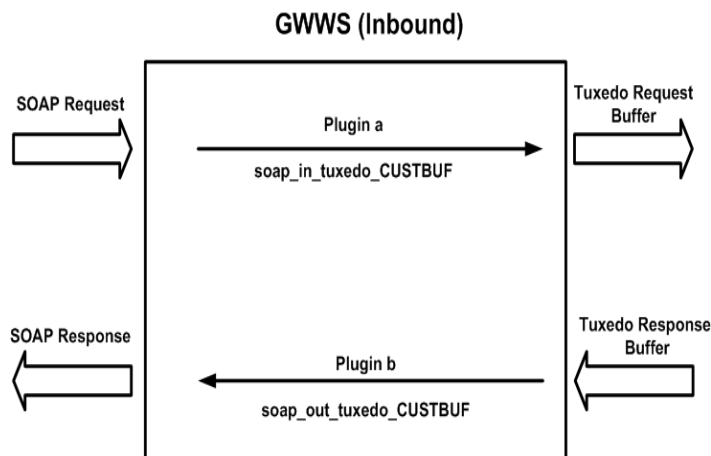 GWWS (Inbound)
SOAP Request
Plugin a
soap_in_tuxedo_CUSTBUF
Tuxedo Request
Buffer
SOAP Response
Plugin b
soap_out_tuxedo_CUSTBUF
Tuxedo Response
Buffer